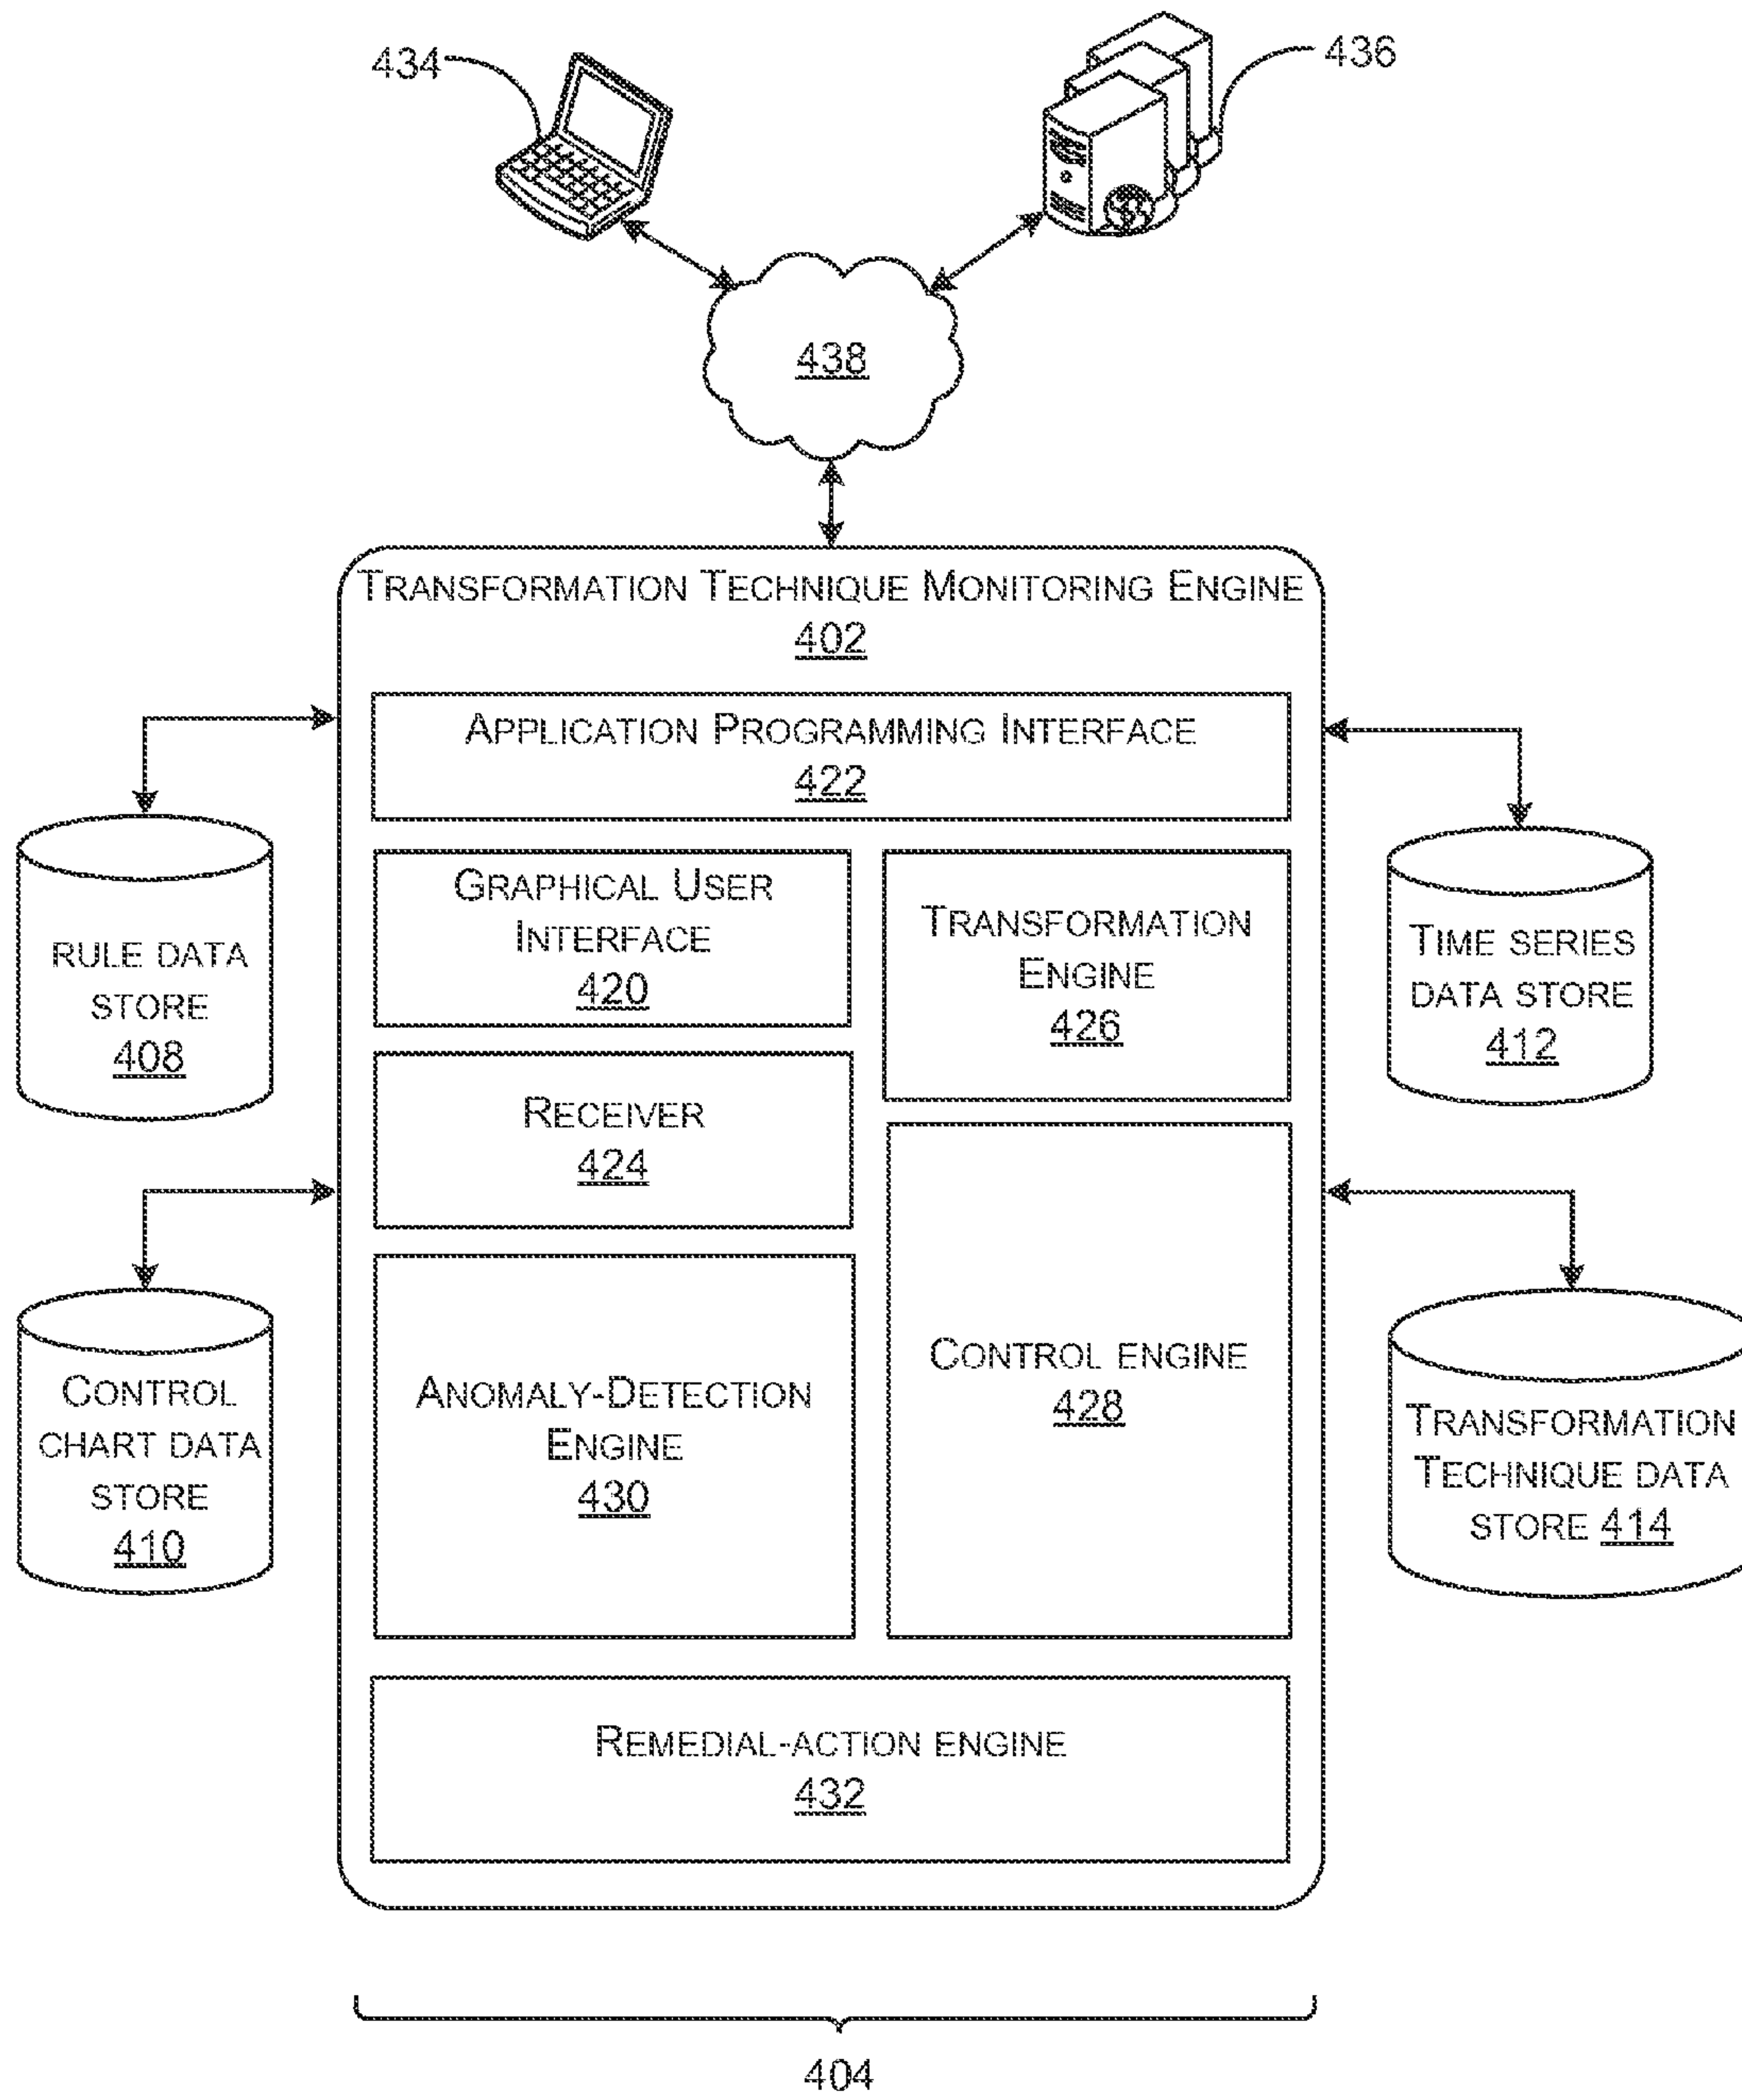 434
436
438
TRANSFORMATION TECHNIQUE MONITORING ENGINE
402
APPLICATION PROGRAMMING INTERFACE
422
GRAPHICAL USER
INTERFACE
420
TRANSFORMATION
ENGINE
426
RULE DATA
STORE
408
TIME SERIES
DATA STORE
412
RECEIVER
424
CONTROL ENGINE
428
CONTROL
CHART DATA
STORE
410
ANOMALY-DETECTION
ENGINE
430
TRANSFORMATION
TECHNIQUE DATA
STORE 414
REMEDIAL-ACTION ENGINE
432
404